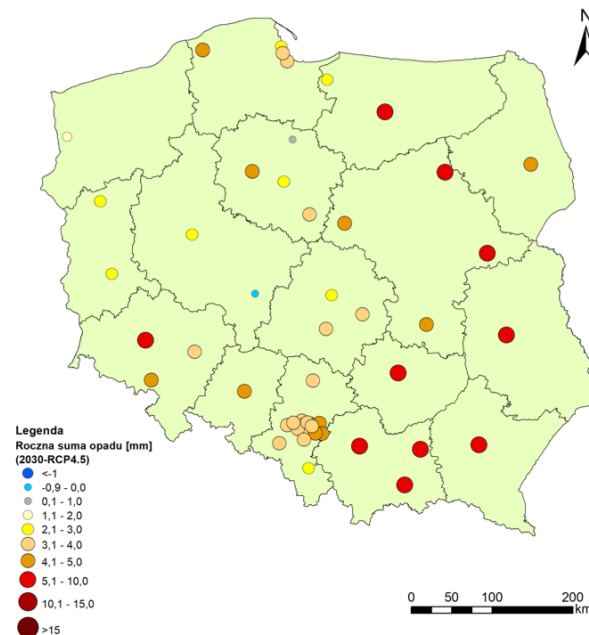 N
Legenda
Roczna suma opadu [mm]
(2030-RCP4.5)
<-1
-0,9 - 0,0
0,1 - 1,0
1,1 - 2,0
2,1 - 3,0
3,1 - 4,0
4,1 - 5,0
5,1 - 10,0
10,1 - 15,0
>15
0 25 50 100 150 200
km